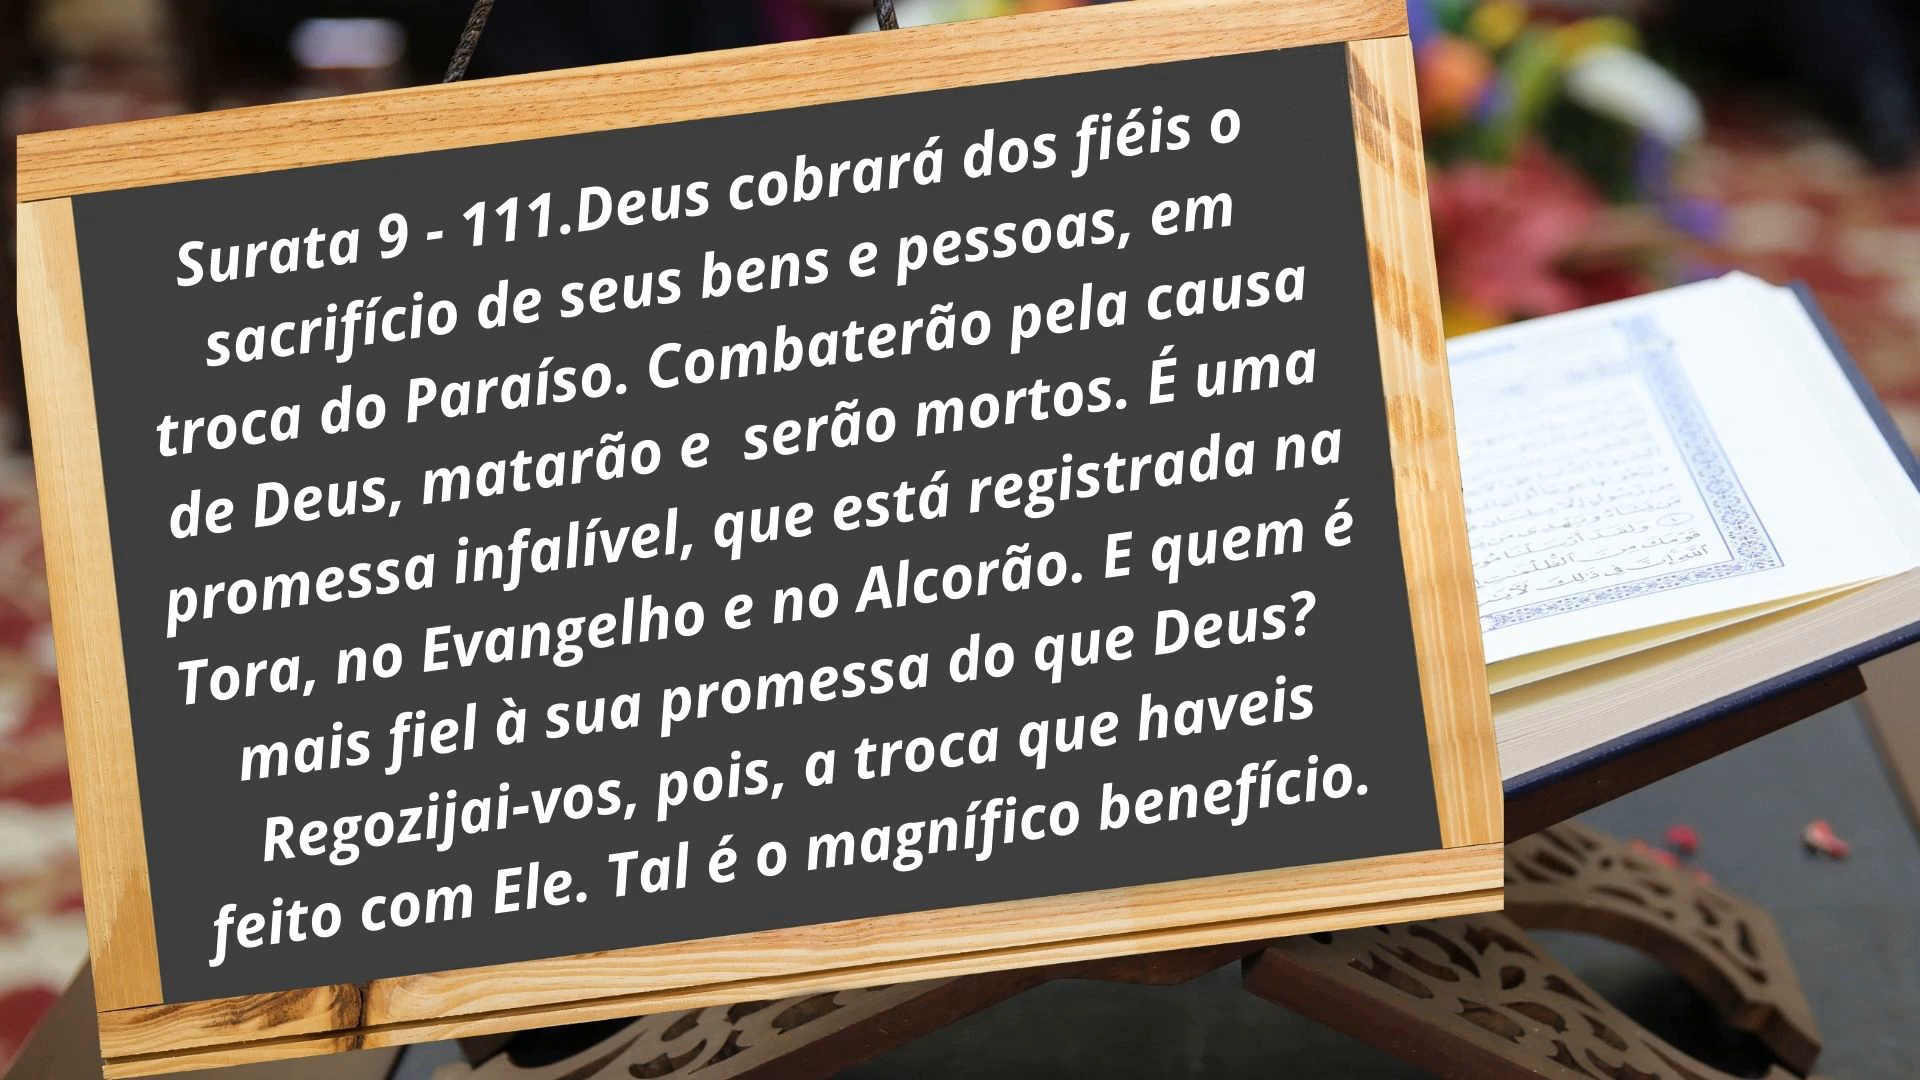 Surata 9 - 111.Deus cobrará dos fiéis o
sacrifício de seus bens e pessoas, em
troca do Paraíso. Combaterão pela causa
de Deus, matarão e  serão mortos. É uma
promessa infalível, que está registrada na
Tora, no Evangelho e no Alcorão. E quem é
mais fiel à sua promessa do que Deus?
Regozijai-vos, pois, a troca que haveis
feito com Ele. Tal é o magnífico benefício.